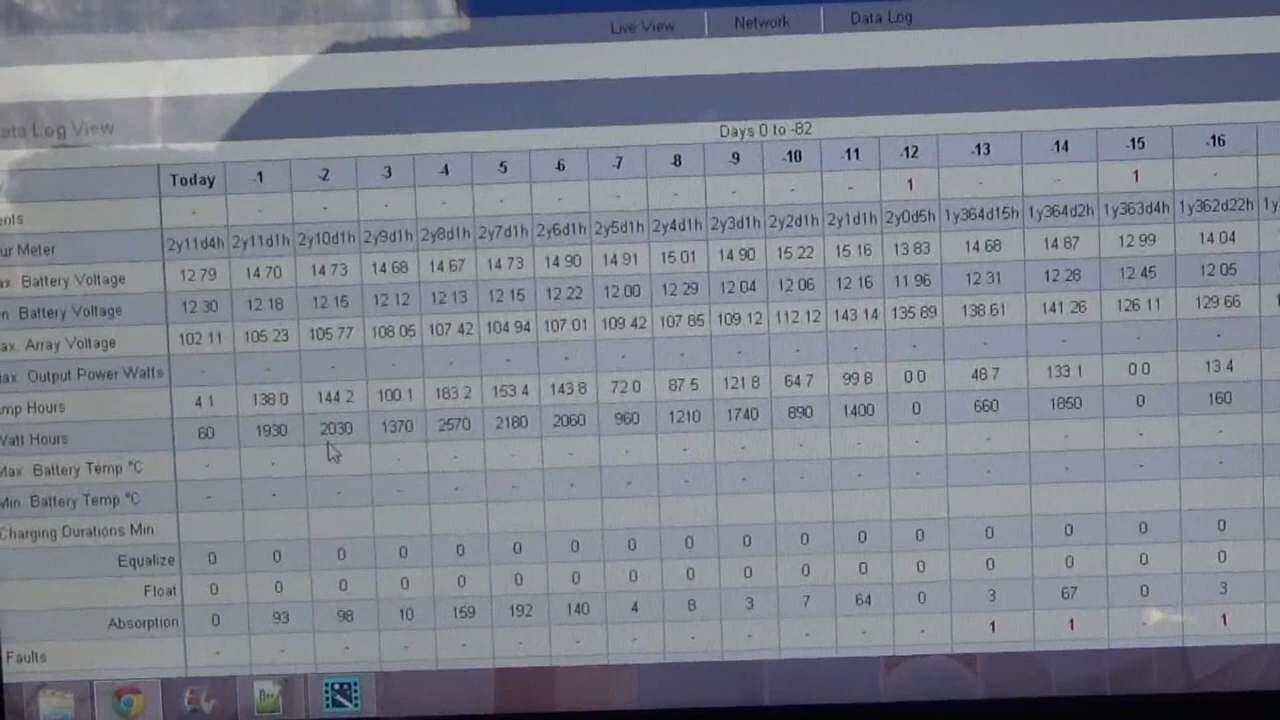 Live View Network Data Log
ata Log View
Days 0 to -82
Today -1 -2 -3 -4 -5 -6 -7 -8 -9 -10 -11 -12 -13 -14 -15 -16
ents - - - - - - - - - - - - 1 - - 1 -
ur Meter 2y11d4h 2y11d1h 2y10d1h 2y9d1h 2y8d1h 2y7d1h 2y6d1h 2y5d1h 2y4d1h 2y3d1h 2y2d1h 2y1d1h 2y0d5h 1y364d15h 1y364d2h 1y363d4h 1y362d22h 1y
ax. Battery Voltage 12.79 14.70 14.73 14.68 14.67 14.73 14.90 14.91 15.01 14.90 15.22 15.16 13.83 14.68 14.87 12.99 14.04
n Battery Voltage 12.30 12.18 12.15 12.12 12.13 12.15 12.22 12.00 12.29 12.04 12.06 12.16 11.96 12.31 12.28 12.45 12.05
ax. Array Voltage 102.11 105.23 105.77 108.05 107.42 104.94 107.01 109.42 107.85 109.12 112.12 143.14 135.89 138.61 141.26 126.11 129.66
ax. Output Power Watts - - - - - - - - - - - - - - - - -
mp Hours 4.1 138.0 144.2 100.1 183.2 153.4 143.8 72.0 87.5 121.8 64.7 99.8 0.0 48.7 133.1 0.0 13.4
Watt Hours 60 1930 2030 1370 2570 2180 2060 960 1210 1740 890 1400 0 660 1850 0 160
Max. Battery Temp °C - - - - - - - - - - - - - - - - -
Min. Battery Temp °C - - - - - - - - - - - - - - - - -
Charging Durations Min
Equalize 0 0 0 0 0 0 0 0 0 0 0 0 0 0 0 0 0
Float 0 0 0 0 0 0 0 0 0 0 0 0 0 0 0 0 0
Absorption 0 93 98 10 159 192 140 4 8 3 7 64 0 3 67 0 3
Faults - - - - - - - - - - - - - 1 1 - 1